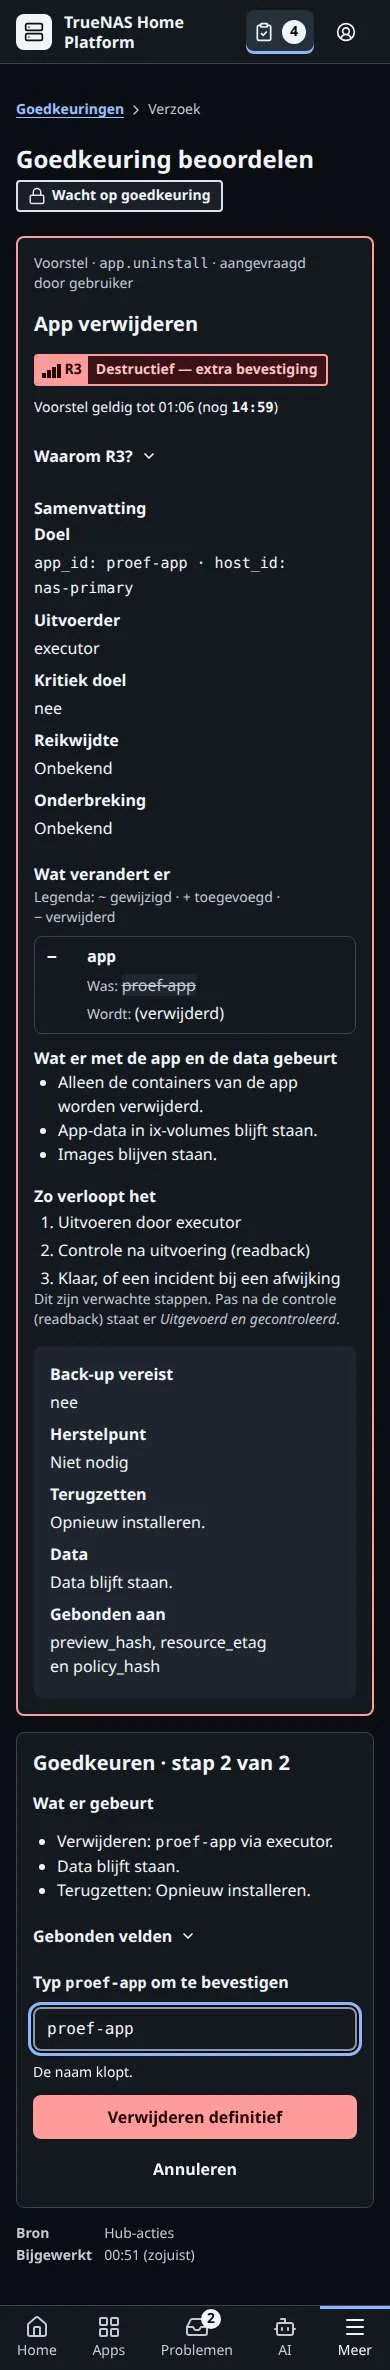 TrueNAS Home
Platform
4
Goedkeuringen > Verzoek
Goedkeuring beoordelen
Wacht op goedkeuring
Voorstel · app.uninstall · aangevraagd
door gebruiker
App verwijderen
R3 Destructief — extra bevestiging
Voorstel geldig tot 01:06 (nog 14:59)
Waarom R3?
Samenvatting
Doel
app_id: proef-app · host_id:
nas-primary
Uitvoerder
executor
Kritiek doel
nee
Reikwijdte
Onbekend
Onderbreking
Onbekend
Wat verandert er
Legenda: ~ gewijzigd · + toegevoegd ·
− verwijderd
− app
Was: proef-app
Wordt: (verwijderd)
Wat er met de app en de data gebeurt
• Alleen de containers van de app
worden verwijderd.
• App-data in ix-volumes blijft staan.
• Images blijven staan.
Zo verloopt het
1. Uitvoeren door executor
2. Controle na uitvoering (readback)
3. Klaar, of een incident bij een afwijking
Dit zijn verwachte stappen. Pas na de controle
(readback) staat er Uitgevoerd en gecontroleerd.
Back-up vereist
nee
Herstelpunt
Niet nodig
Terugzetten
Opnieuw installeren.
Data
Data blijft staan.
Gebonden aan
preview_hash, resource_etag
en policy_hash
Goedkeuren · stap 2 van 2
Wat er gebeurt
• Verwijderen: proef-app via executor.
• Data blijft staan.
• Terugzetten: Opnieuw installeren.
Gebonden velden
Typ proef-app om te bevestigen
proef-app
De naam klopt.
Verwijderen definitief
Annuleren
Bron Hub-acties
Bijgewerkt 00:51 (zojuist)
2
Home Apps Problemen AI Meer